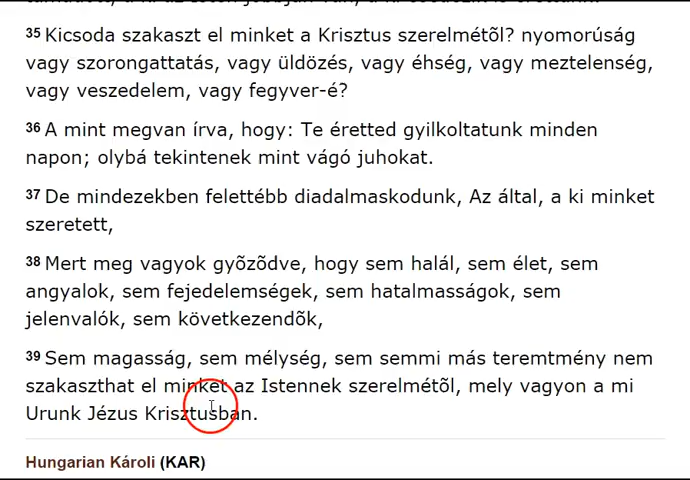 35 Kicsoda szakaszt el minket a Krisztus szerelmétõl? nyomorúság
vagy szorongattatás, vagy üldözés, vagy éhség, vagy meztelenség,
vagy veszedelem, vagy fegyver-é?
36 A mint megvan írva, hogy: Te éretted gyilkoltatunk minden
napon; olybá tekintenek mint vágó juhokat.
37 De mindezekben felettébb diadalmaskodunk, Az által, a ki minket
szeretett,
38 Mert meg vagyok gyõzõdve, hogy sem halál, sem élet, sem
angyalok, sem fejedelemségek, sem hatalmasságok, sem
jelenvalók, sem következendõk,
39 Sem magasság, sem mélység, sem semmi más teremtmény nem
szakaszthat el minket az Istennek szerelmétõl, mely vagyon a mi
Urunk Jézus Krisztusban.
Hungarian Károli (KAR)